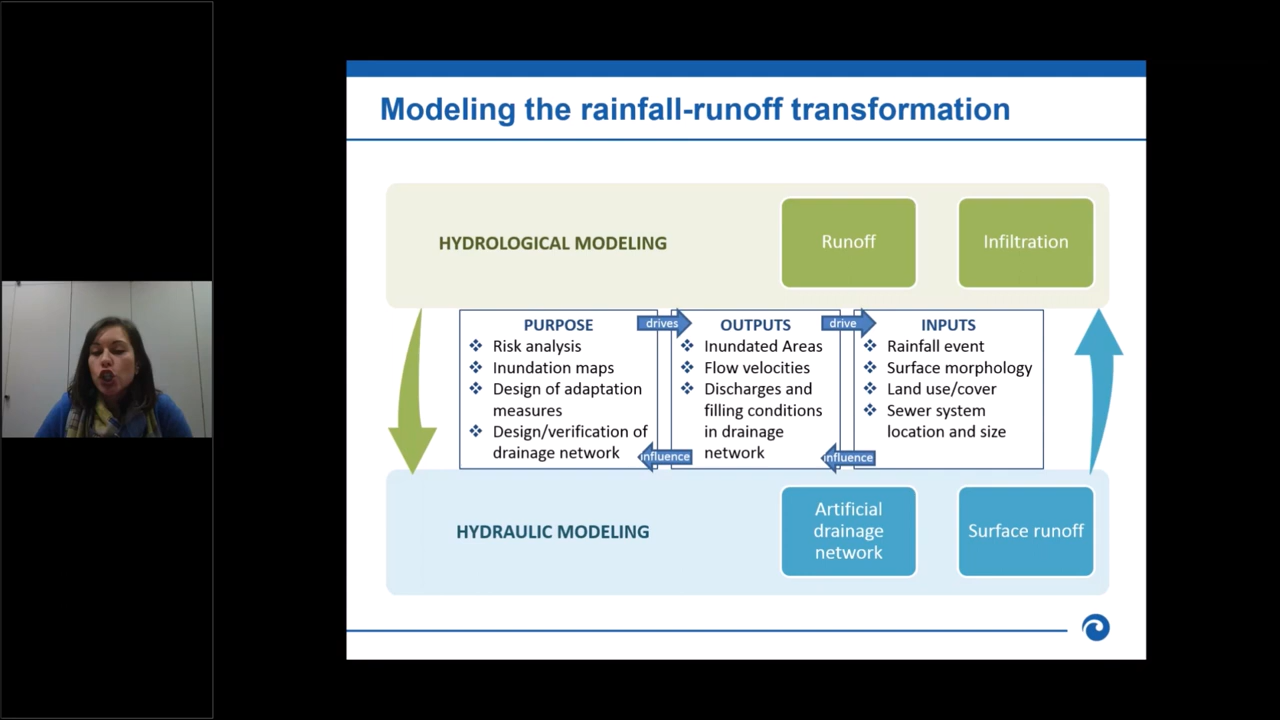 Modeling the rainfall-runoff transformation
HYDROLOGICAL MODELING
Runoff
Infiltration
PURPOSE
Risk analysis
Inundation maps
Design of adaptation
measures
Design/verification of
drainage network
drives
influence
OUTPUTS
Inundated Areas
Flow velocities
Discharges and
filling conditions
in drainage
network
drive
influence
INPUTS
Rainfall event
Surface morphology
Land use/cover
Sewer system
location and size
HYDRAULIC MODELING
Artificial
drainage
network
Surface runoff